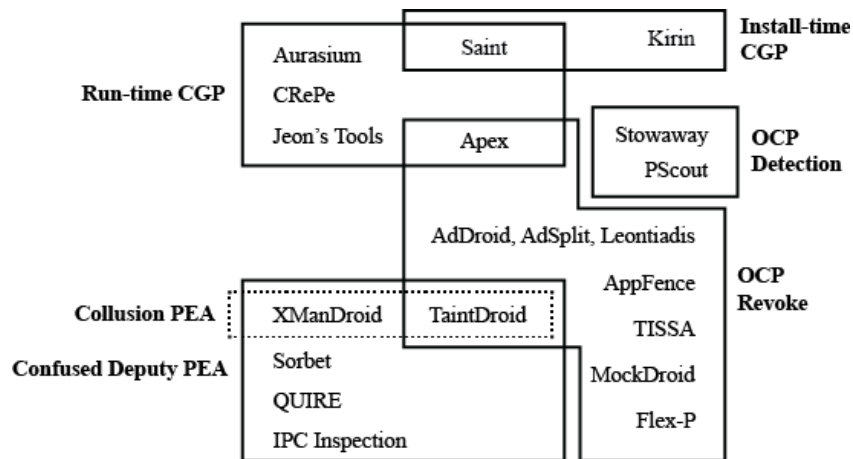 Install-time
CGP
Saint
Kirin
Aurasium
Run-time CGP
CRePe
Jeon's Tools
Apex
Stowaway
PScout
OCP
Detection
AdDroid, AdSplit, Leontiadis
AppFence
OCP
Revoke
Collusion PEA
XManDroid
TaintDroid
TISSA
Confused Deputy PEA
Sorbet
MockDroid
QUIRE
Flex-P
IPC Inspection